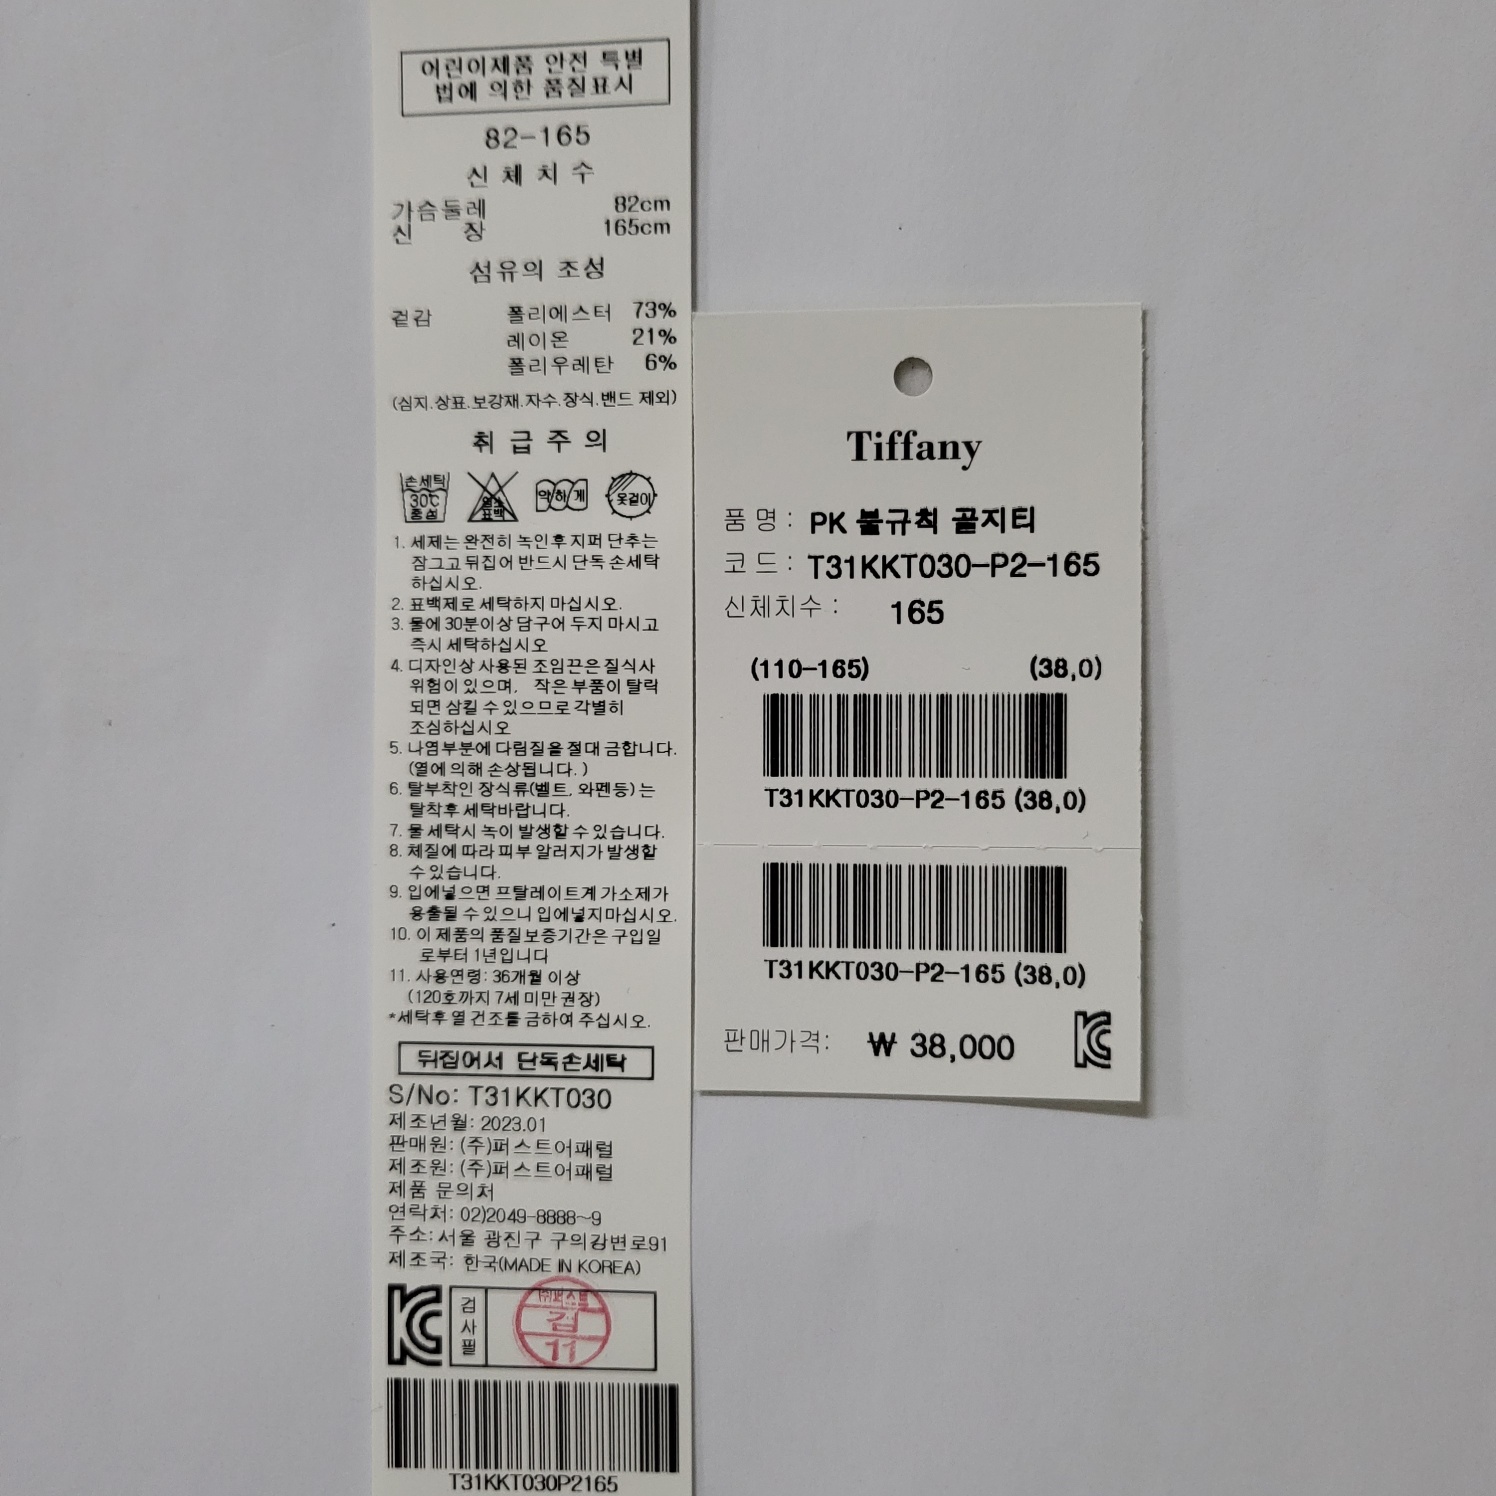 어린이제품 안전 특별
법에 의한 품질표시
82-165
신 체 치 수
가슴둘레 82cm
신 장 165cm
섬유의 조성
겉감 폴리에스터 73%
레이온 21%
폴리우레탄 6%
(심지.상표.보강재.자수.장식.밴드 제외)
취 급 주 의
손세탁
30℃
중성
염소
표백
약하게
옷걸이
1. 세제는 완전히 녹인후 지퍼 단추는
잠그고 뒤집어 반드시 단독 손세탁
하십시오.
2. 표백제로 세탁하지 마십시오.
3. 물에 30분이상 담구어 두지 마시고
즉시 세탁하십시오
4. 디자인상 사용된 조임끈은 질식사
위험이 있으며, 작은 부품이 탈락
되면 삼킬 수 있으므로 각별히
조심하십시오
5. 나염부분에 다림질을 절대 금합니다.
(열에 의해 손상됩니다. )
6. 탈부착인 장식류(벨트, 와펜등) 는
탈착후 세탁바랍니다.
7. 물 세탁시 녹이 발생할 수 있습니다.
8. 체질에 따라 피부 알러지가 발생할
수 있습니다.
9. 입에넣으면 프탈레이트계 가소제가
용출될 수 있으니 입에넣지마십시오.
10. 이 제품의 품질보증기간은 구입일
로부터 1년입니다
11. 사용연령: 36개월 이상
(120호까지 7세 미만 권장)
*세탁후 열 건조를 금하여 주십시오.
뒤집어서 단독손세탁
S/No: T31KKT030
제조년월: 2023.01
판매원: (주)퍼스트어패럴
제조원: (주)퍼스트어패럴
제품 문의처
연락처: 02)2049-8888~9
주소: 서울 광진구 구의강변로91
제조국: 한국(MADE IN KOREA)
KC
검사필
㈜퍼스트
검
11
T31KKT030P2165
Tiffany
품 명 : PK 불규칙 골지티
코 드 : T31KKT030-P2-165
신체치수 : 165
(110-165) (38,0)
T31KKT030-P2-165 (38,0)
T31KKT030-P2-165 (38,0)
판매가격: ₩ 38,000
KC